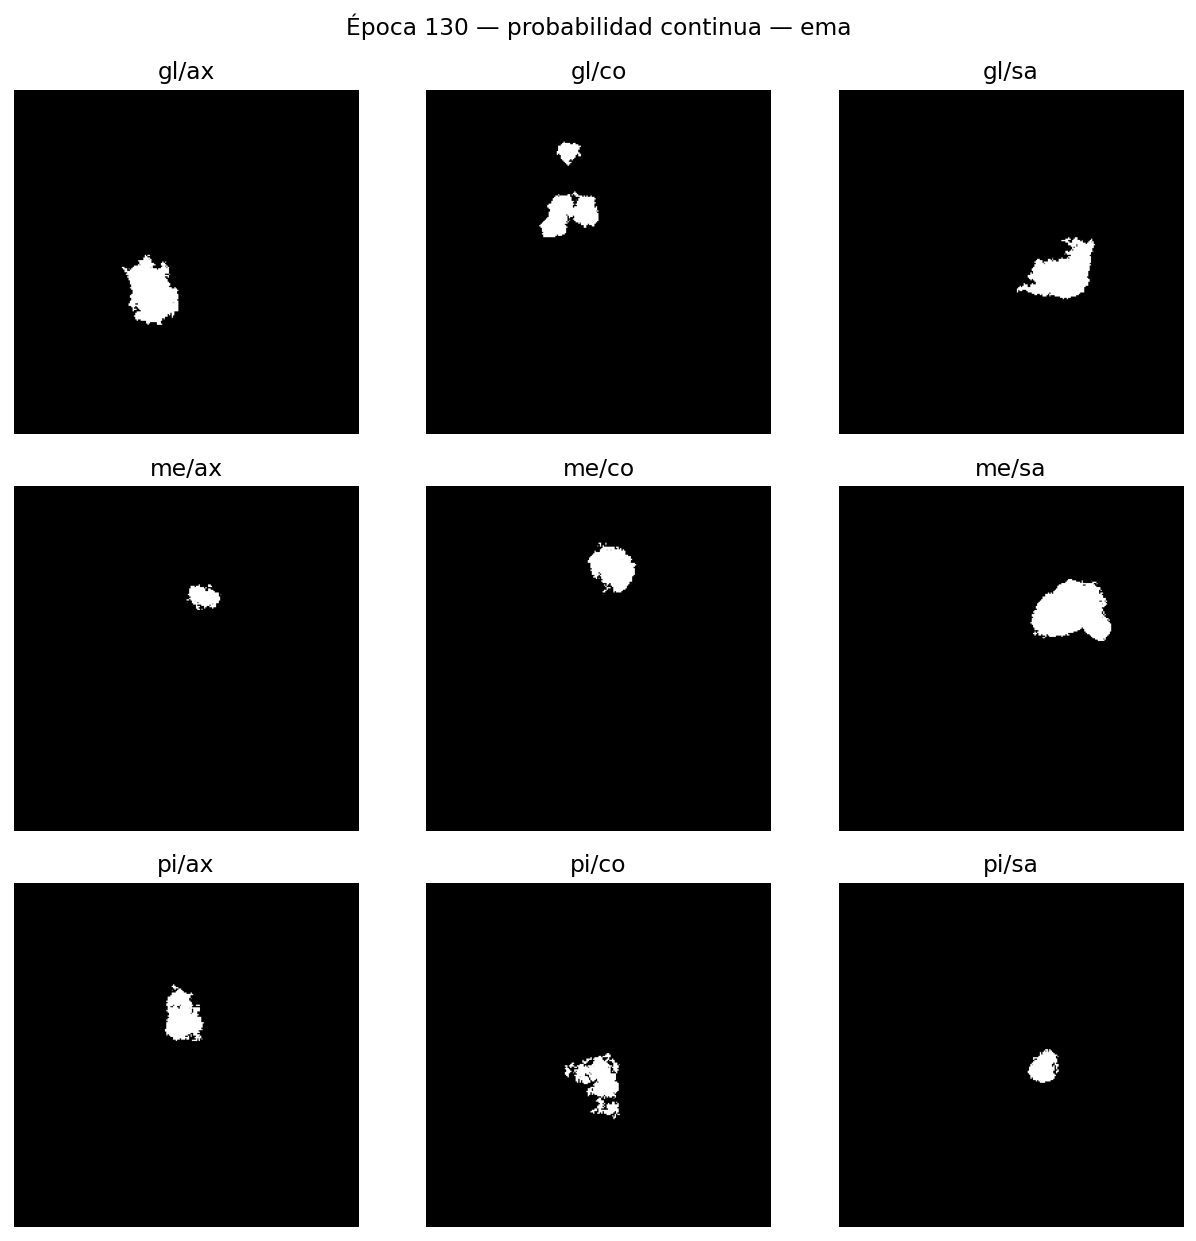 Época 130 — probabilidad continua — ema
gl/ax
gl/co
gl/sa
me/ax
me/co
me/sa
pi/ax
pi/co
pi/sa